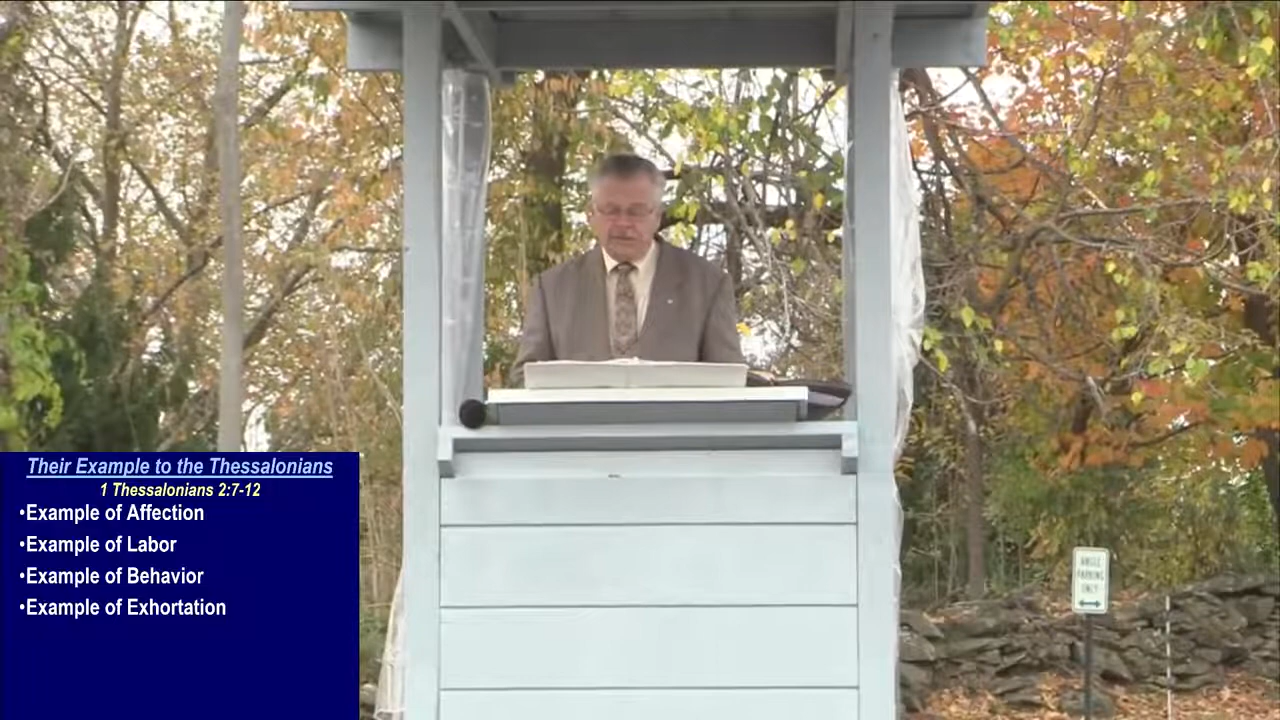 Their Example to the Thessalonians
1 Thessalonians 2:7-12
•Example of Affection
•Example of Labor
•Example of Behavior
•Example of Exhortation
ANGLE
PARKING
ONLY